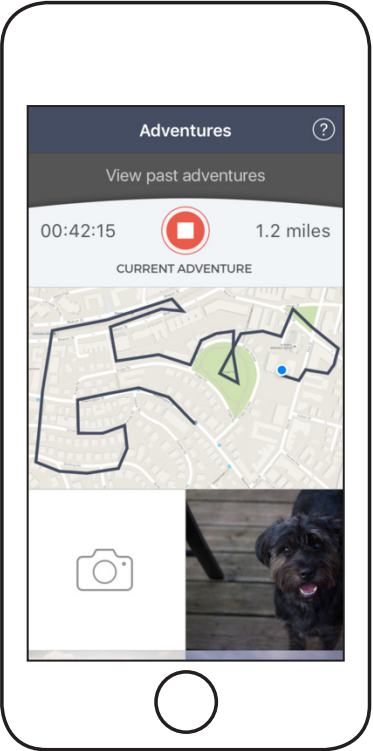 Adventures
?
View past adventures
00:42:15
1.2 miles
CURRENT ADVENTURE